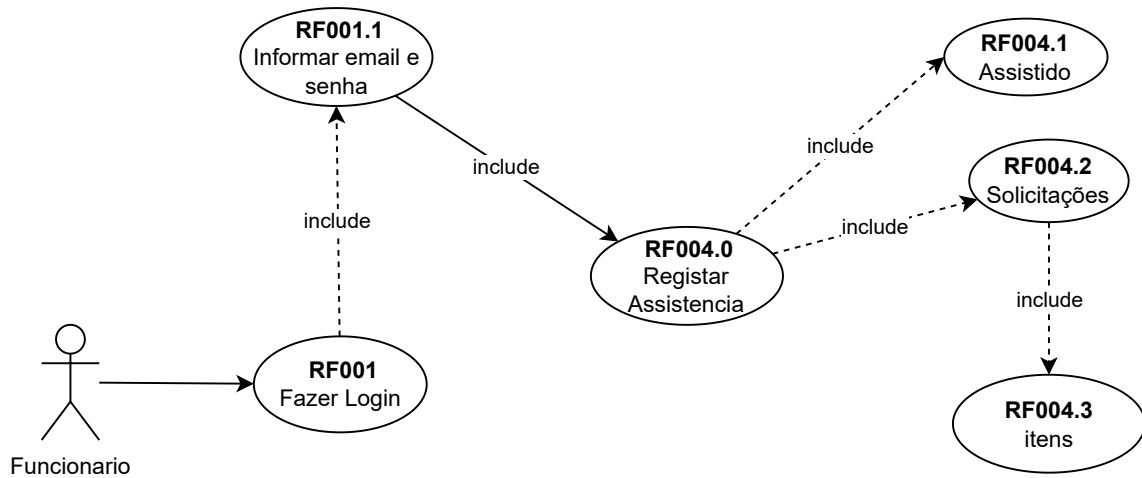 RF001.1
Informar email e
senha
include
include
RF001
Fazer Login
Funcionario
RF004.0
Registar
Assistencia
include
include
RF004.1
Assistido
RF004.2
Solicitações
include
RF004.3
itens